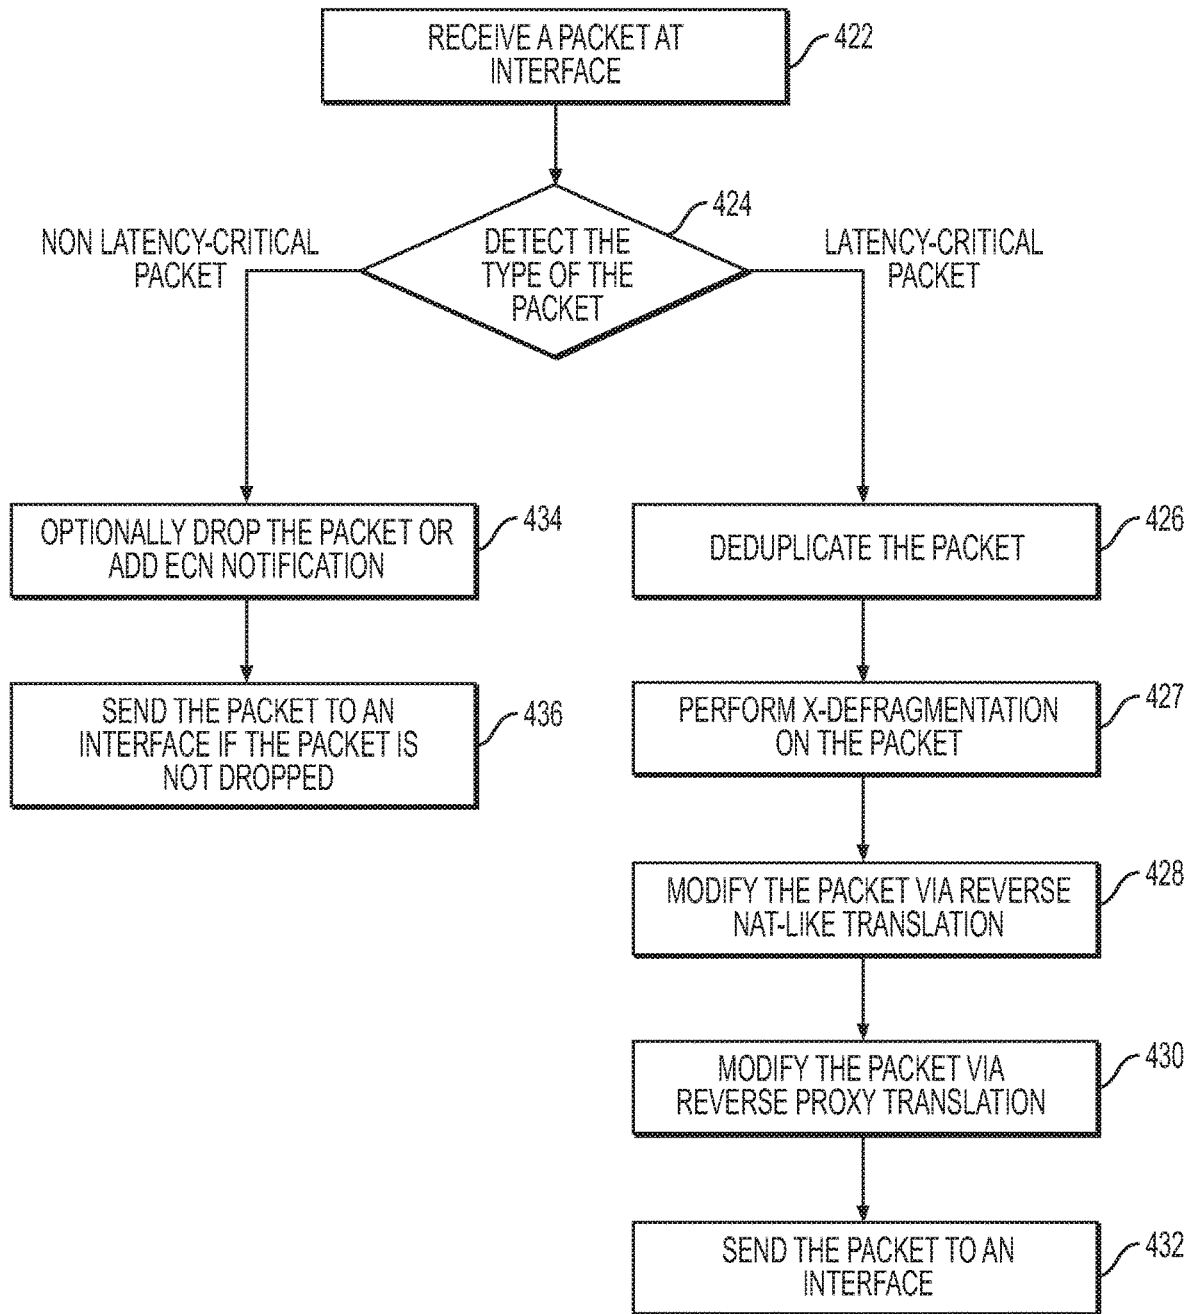 RECEIVE A PACKET AT
INTERFACE
422
424
DETECT THE
TYPE OF THE
PACKET
NON LATENCY-CRITICAL
PACKET
LATENCY-CRITICAL
PACKET
OPTIONALLY DROP THE PACKET OR
ADD ECN NOTIFICATION
434
SEND THE PACKET TO AN
INTERFACE IF THE PACKET IS
NOT DROPPED
436
DEDUPLICATE THE PACKET
426
PERFORM X-DEFRAGMENTATION
ON THE PACKET
427
MODIFY THE PACKET VIA REVERSE
NAT-LIKE TRANSLATION
428
MODIFY THE PACKET VIA
REVERSE PROXY TRANSLATION
430
SEND THE PACKET TO AN
INTERFACE
432